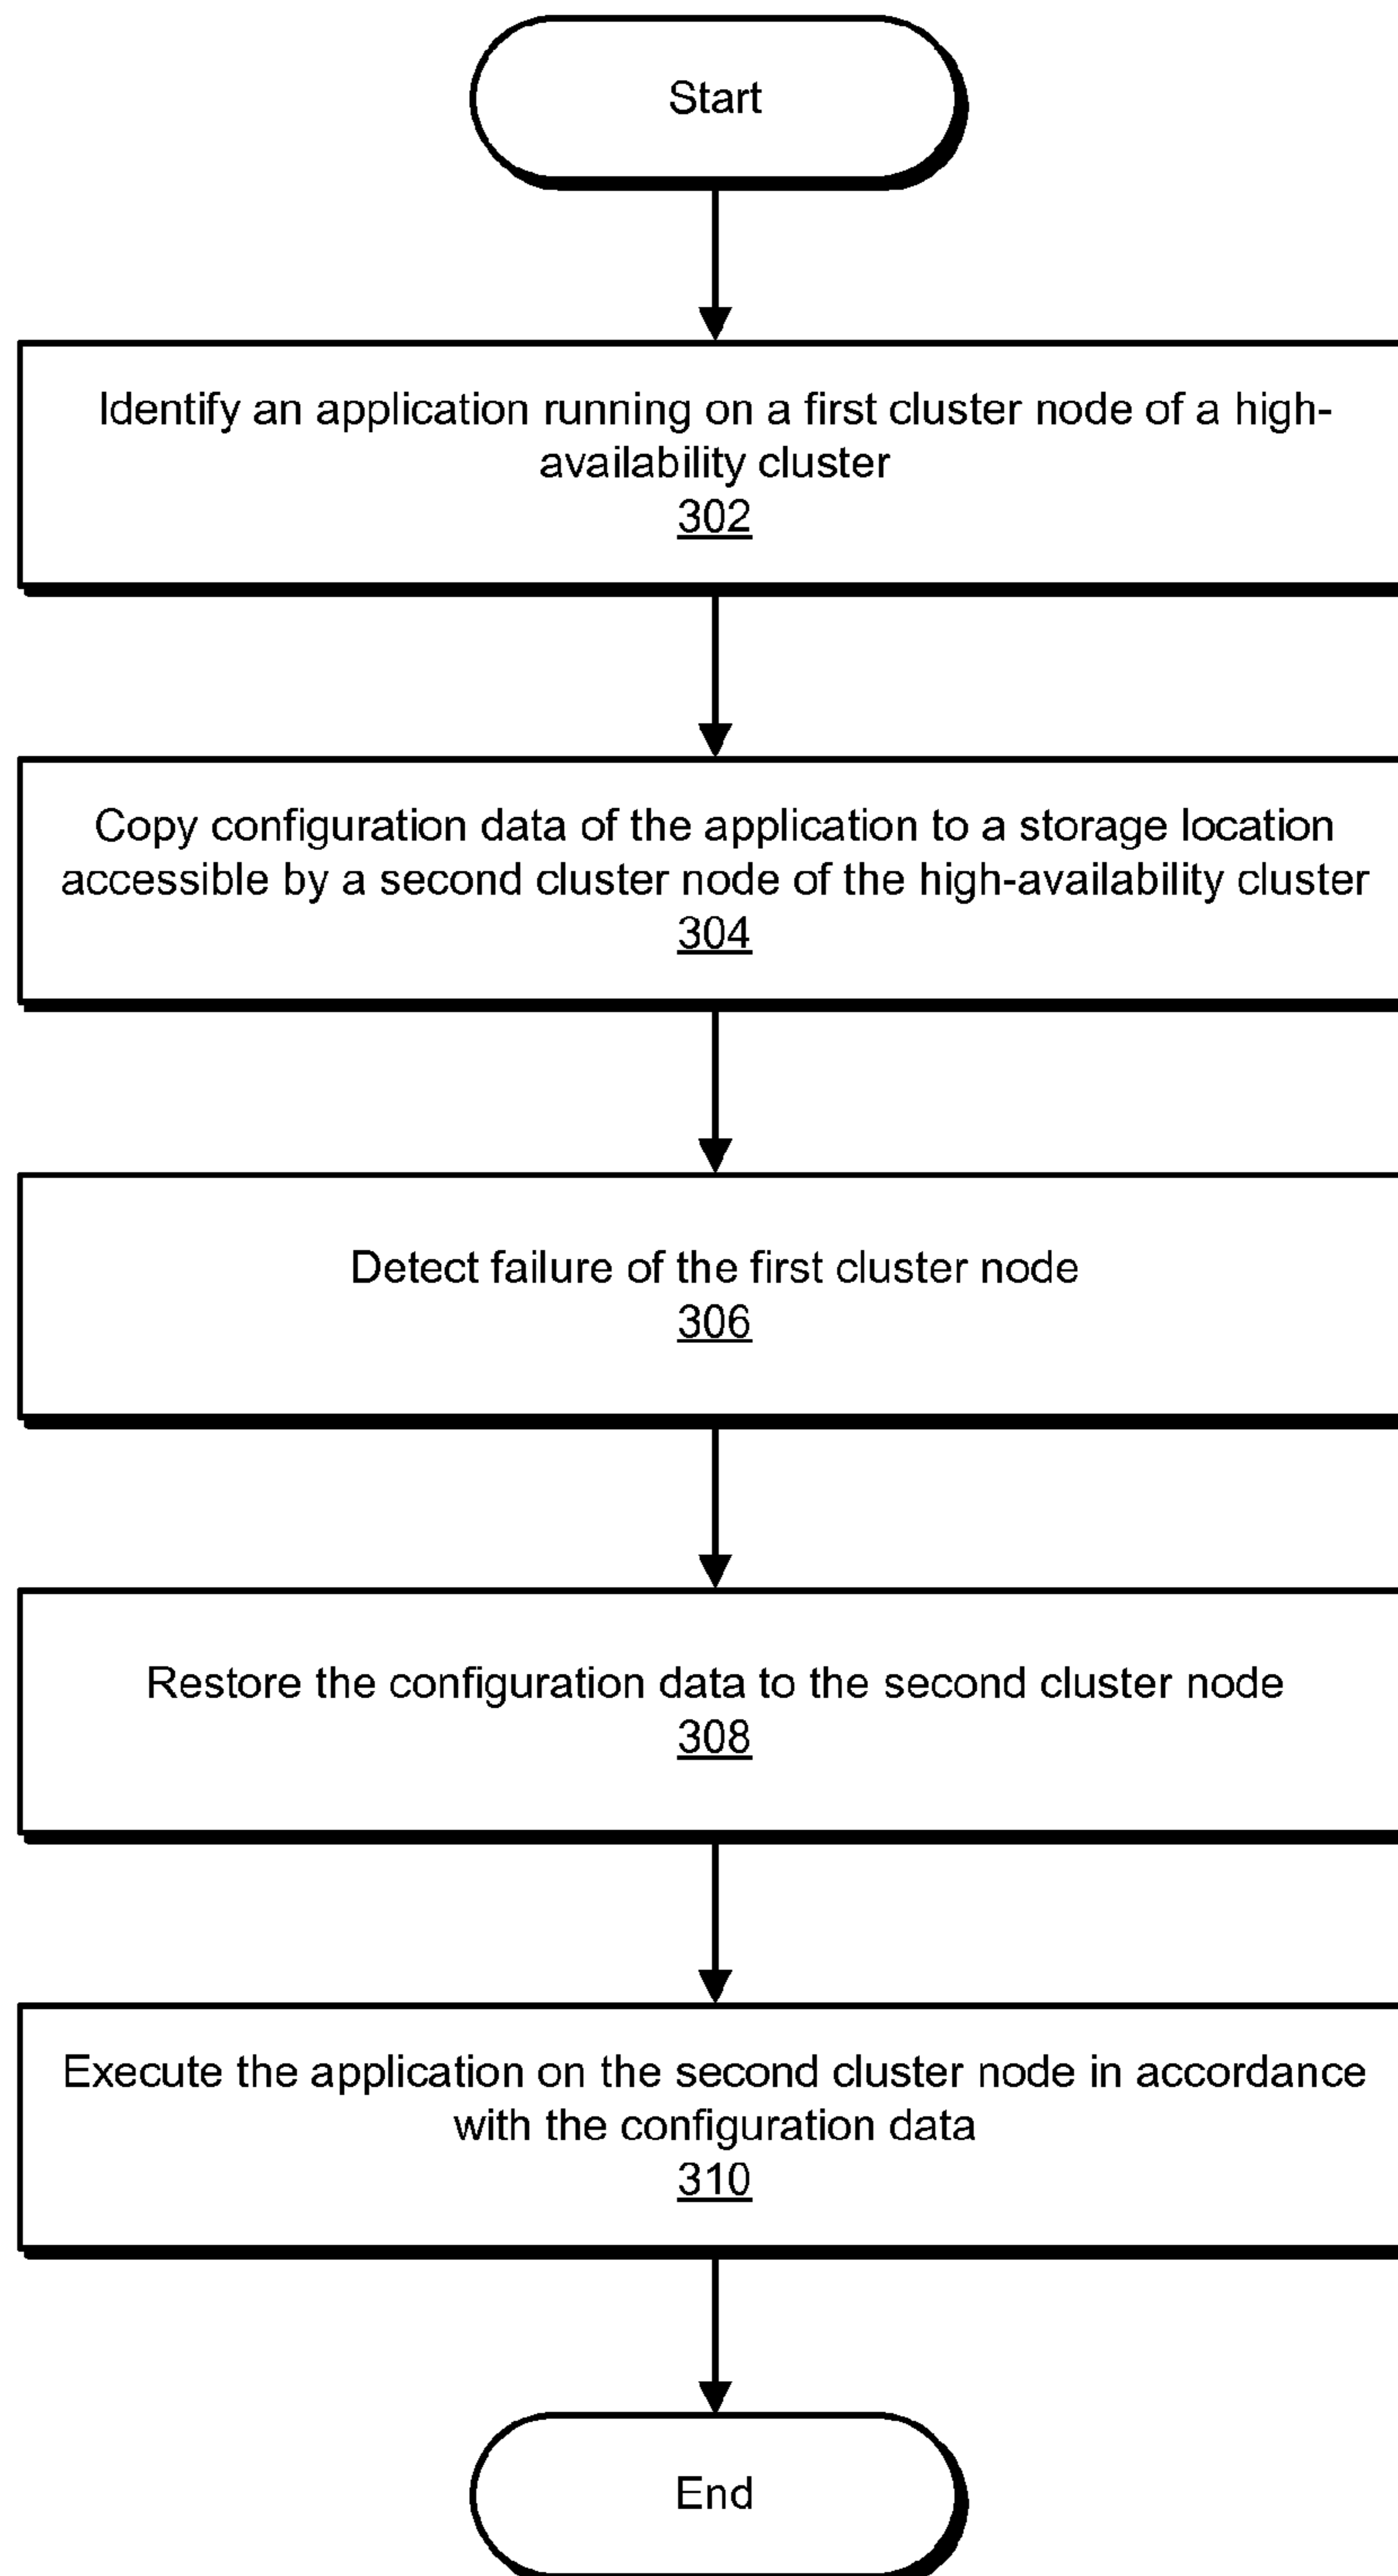 Start
Identify an application running on a first cluster node of a high-
availability cluster
302
Copy configuration data of the application to a storage location
accessible by a second cluster node of the high-availability cluster
304
Detect failure of the first cluster node
306
Restore the configuration data to the second cluster node
308
Execute the application on the second cluster node in accordance
with the configuration data
310
End